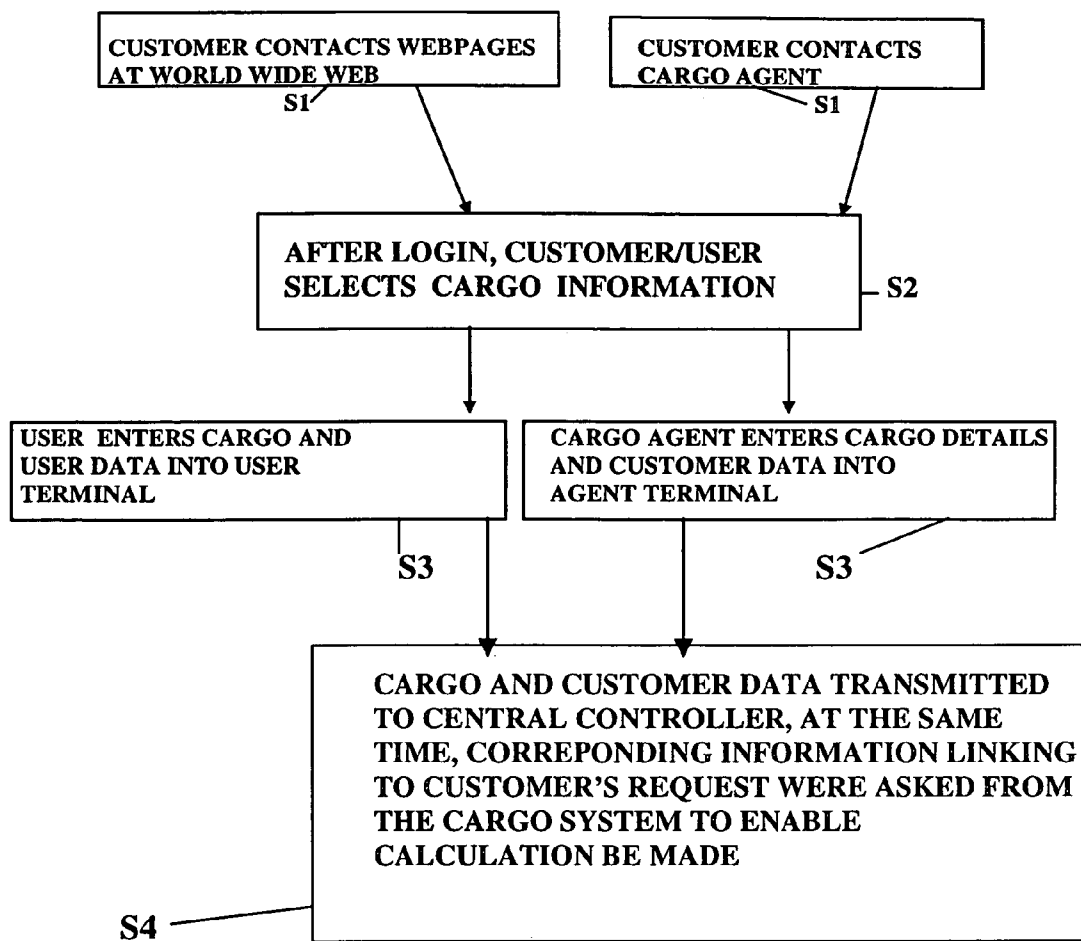 CUSTOMER CONTACTS WEBPAGES
AT WORLD WIDE WEB
S1
CUSTOMER CONTACTS
CARGO AGENT
S1
AFTER LOGIN, CUSTOMER/USER
SELECTS CARGO INFORMATION
S2
USER ENTERS CARGO AND
USER DATA INTO USER
TERMINAL
S3
CARGO AGENT ENTERS CARGO DETAILS
AND CUSTOMER DATA INTO
AGENT TERMINAL
S3
CARGO AND CUSTOMER DATA TRANSMITTED
TO CENTRAL CONTROLLER, AT THE SAME
TIME, CORREPONDING INFORMATION LINKING
TO CUSTOMER'S REQUEST WERE ASKED FROM
THE CARGO SYSTEM TO ENABLE
CALCULATION BE MADE
S4